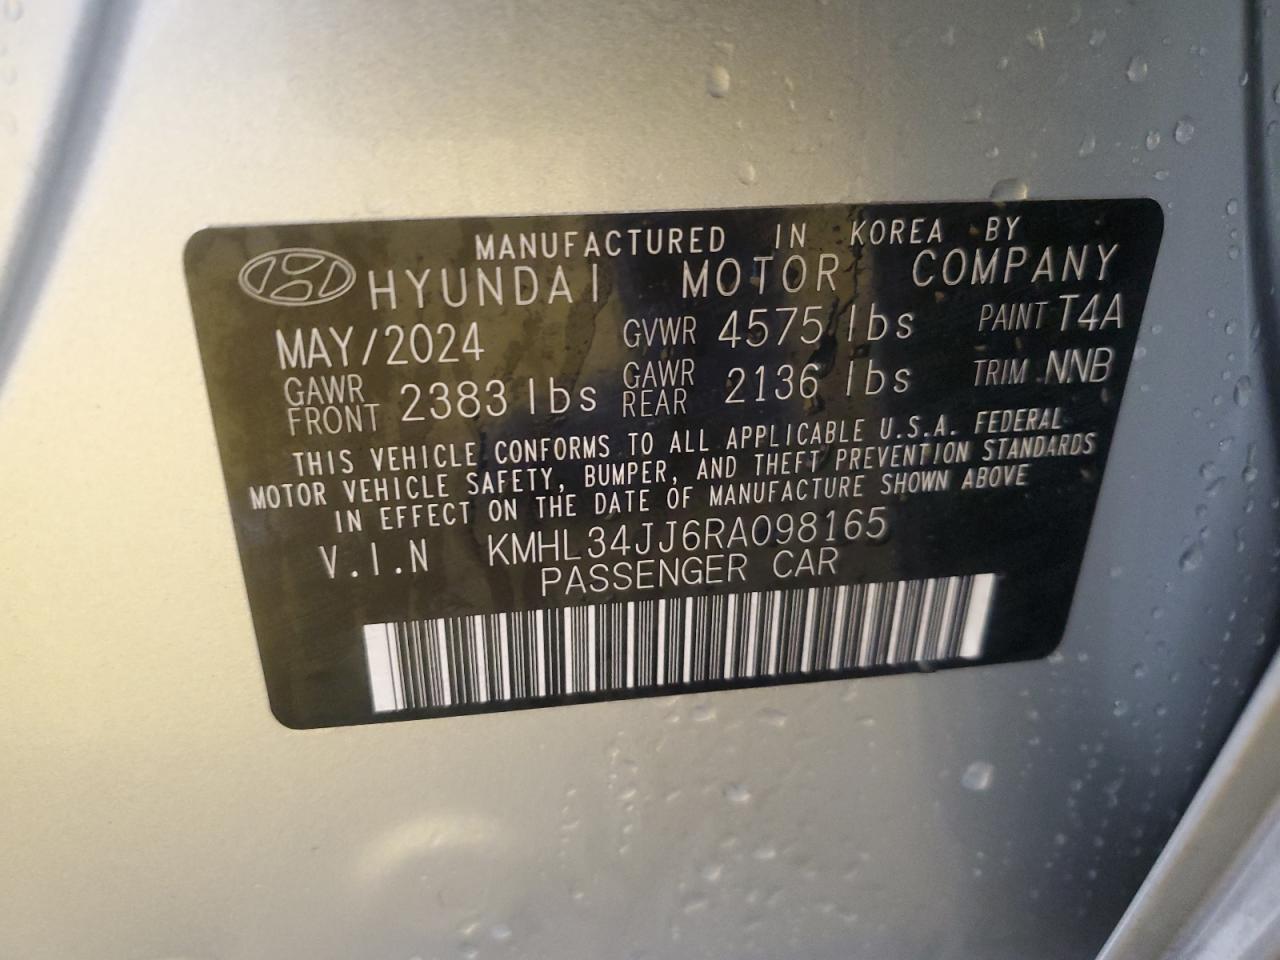 MANUFACTURED IN KOREA BY
HYUNDAI MOTOR COMPANY
MAY/2024 GVWR 4575 lbs PAINT T4A
GAWR FRONT 2383 lbs GAWR REAR 2136 lbs TRIM NNB
THIS VEHICLE CONFORMS TO ALL APPLICABLE U.S.A. FEDERAL
MOTOR VEHICLE SAFETY, BUMPER, AND THEFT PREVENTION STANDARDS
IN EFFECT ON THE DATE OF MANUFACTURE SHOWN ABOVE
V.I.N KMHL34JJ6RA098165
PASSENGER CAR